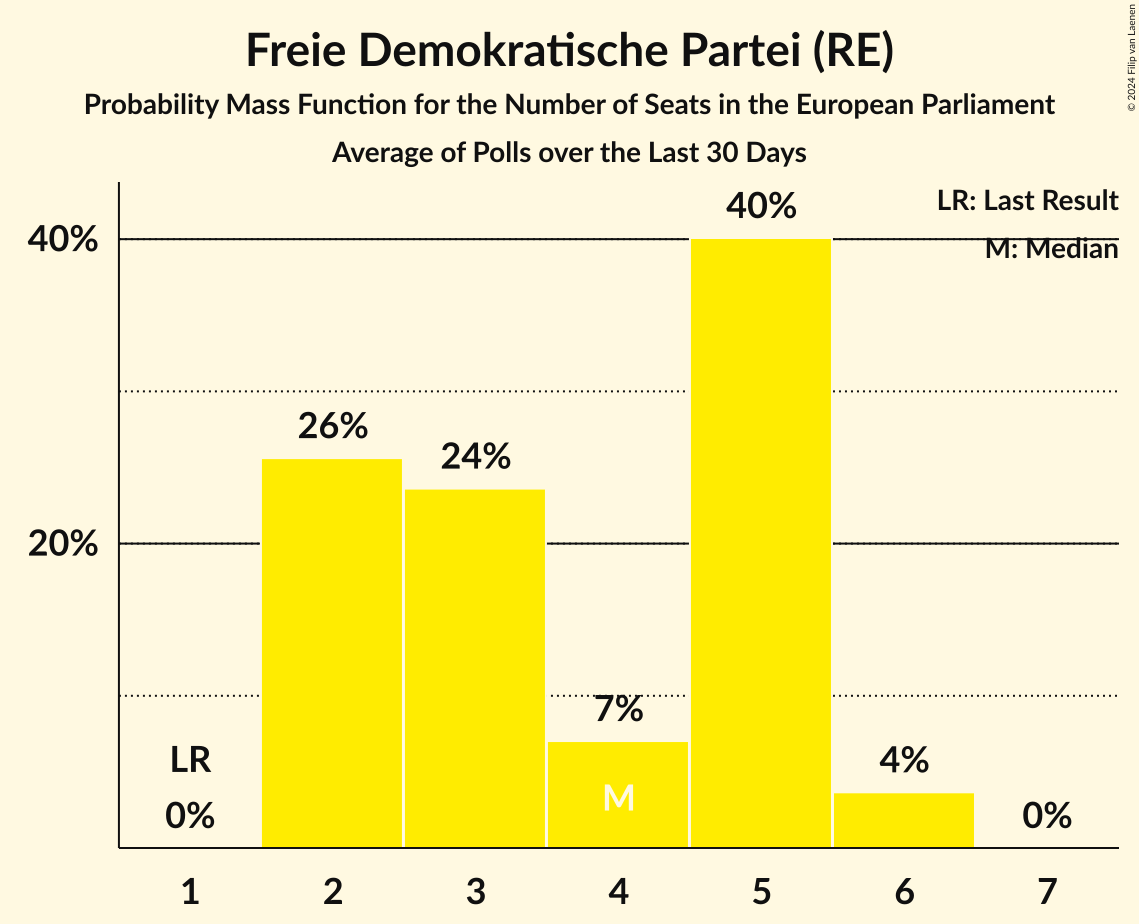 Freie Demokratische Partei (RE)
Probability Mass Function for the Number of Seats in the European Parliament
Average of Polls over the Last 30 Days
© 2024 Filip van Laenen
LR: Last Result
M: Median
40%
20%
LR
0%
26%
24%
7%
M
40%
4%
0%
1 2 3 4 5 6 7